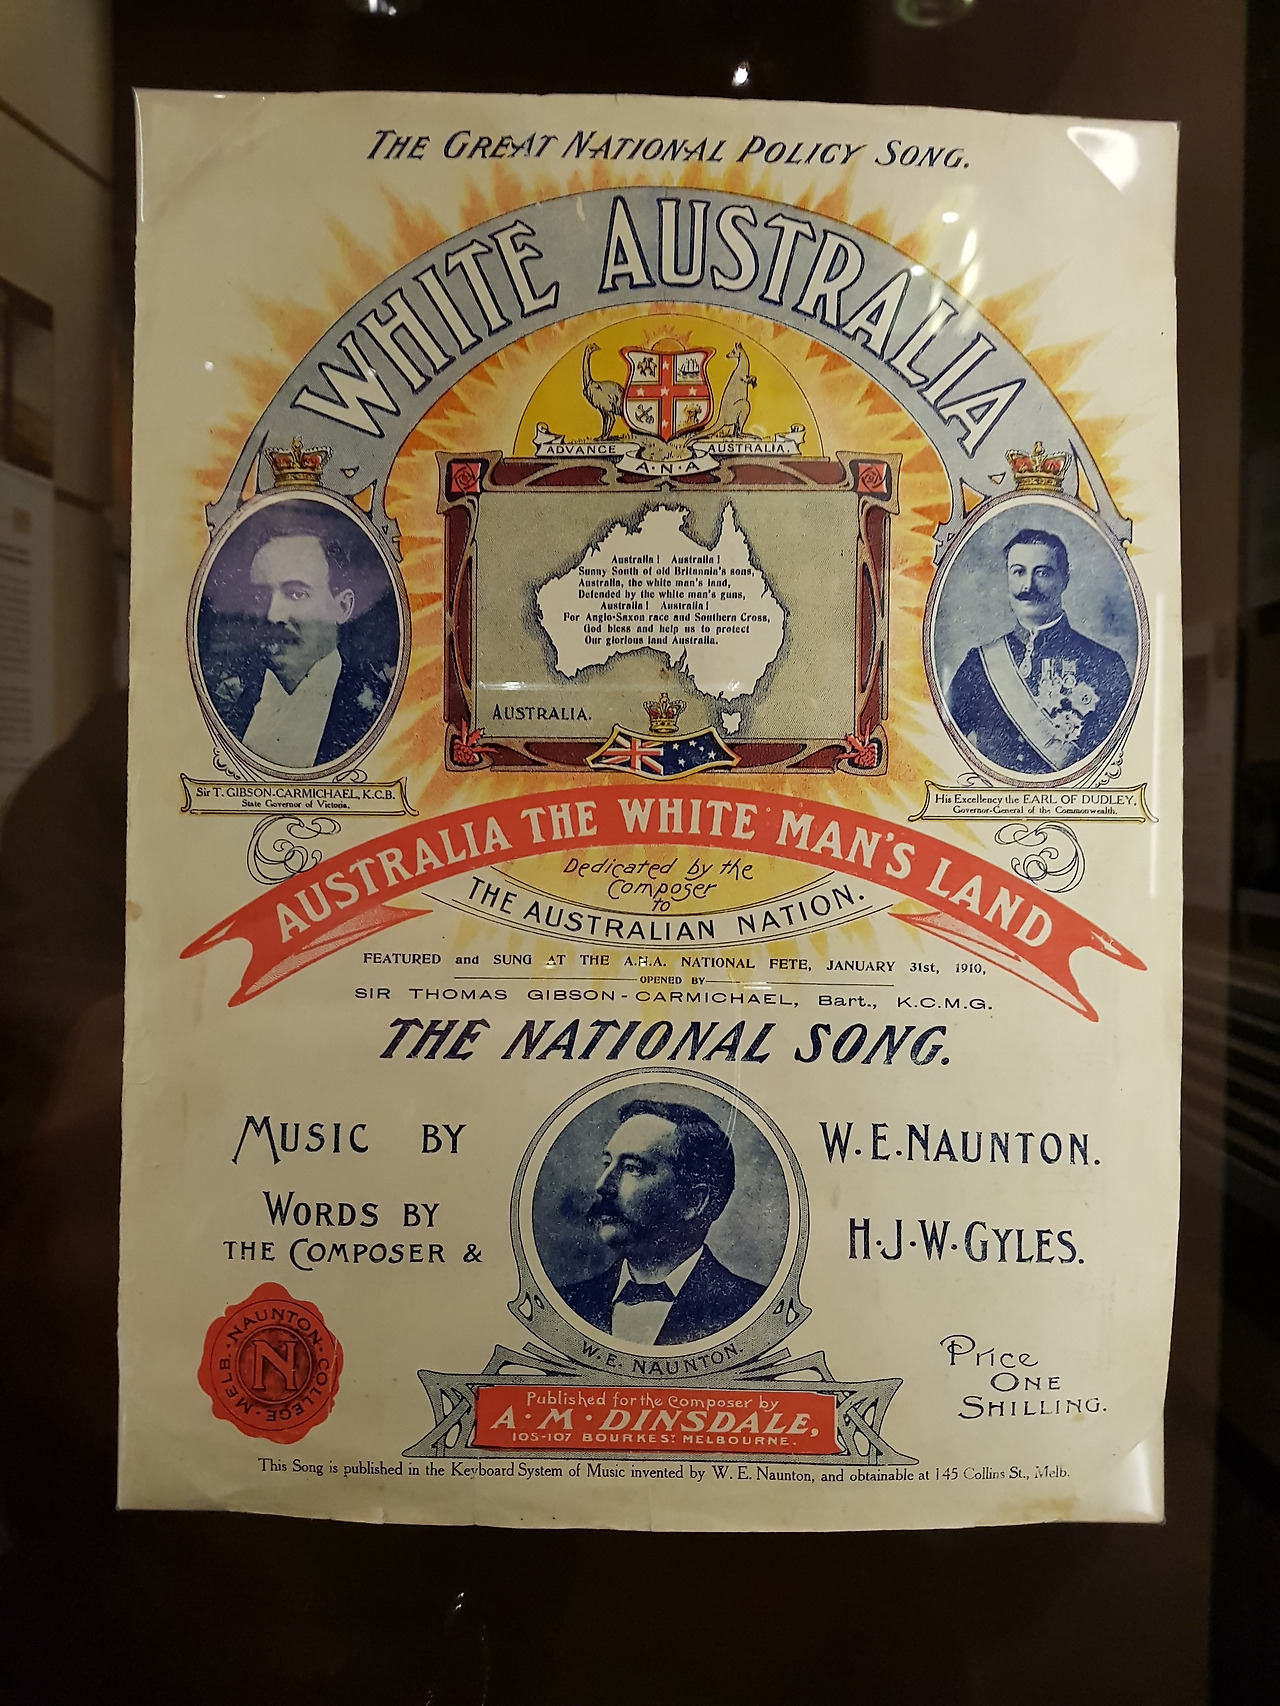 THE GREAT NATIONAL POLICY SONG.
WHITE AUSTRALIA
ADVANCE AUSTRALIA.
A·N·A
Australia! Australia!
Sunny South of old Britannia's sons,
Australia, the white man's land,
Defended by the white man's guns,
Australia! Australia!
For Anglo-Saxon race and Southern Cross,
God bless and help us to protect
Our glorious land Australia.
AUSTRALIA.
Sir T. GIBSON-CARMICHAEL, K.C.B.
State Governor of Victoria.
His Excellency the EARL OF DUDLEY,
Governor-General of the Commonwealth.
AUSTRALIA THE WHITE MAN'S LAND
Dedicated by the
Composer
to
THE AUSTRALIAN NATION.
FEATURED and SUNG AT THE A.N.A. NATIONAL FETE, JANUARY 31st, 1910,
OPENED BY
SIR THOMAS GIBSON-CARMICHAEL, Bart., K.C.M.G.
THE NATIONAL SONG.
MUSIC BY W.E.NAUNTON.
WORDS BY
THE COMPOSER & H.J.W.GYLES.
W.E. NAUNTON.
NAUNTON COLLEGE MELB.
N
Price
ONE
SHILLING.
Published for the Composer by
A·M·DINSDALE,
105-107 BOURKE ST MELBOURNE.
This Song is published in the Keyboard System of Music invented by W. E. Naunton, and obtainable at 145 Collins St., Melb.